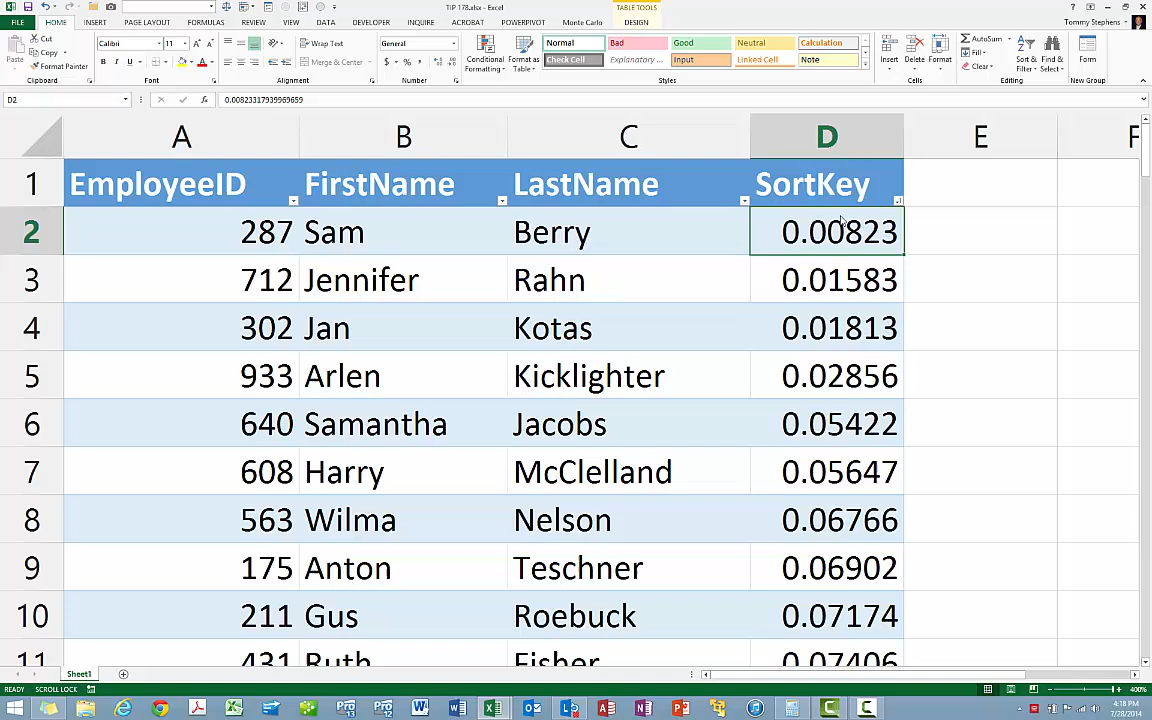 TIP 178.xlsx - Excel
TABLE TOOLS
FILE HOME INSERT PAGE LAYOUT FORMULAS REVIEW VIEW DATA DEVELOPER INQUIRE ACROBAT POWERPIVOT Monte Carlo DESIGN
Tommy Stephens
Paste
Cut
Copy
Format Painter
Calibri 11
B I U
Wrap Text
Merge & Center
General
$ % ,
Conditional Formatting
Format as Table
Normal Bad Good Neutral Calculation
Check Cell Explanatory ... Input Linked Cell Note
Insert Delete Format
AutoSum
Fill
Clear
Sort & Filter
Find & Select
Form
Clipboard Font Alignment Number Styles Cells Editing New Group
D2 fx 0.00823317939969659
A B C D E F
1 EmployeeID FirstName LastName SortKey
2 287 Sam Berry 0.00823
3 712 Jennifer Rahn 0.01583
4 302 Jan Kotas 0.01813
5 933 Arlen Kicklighter 0.02856
6 640 Samantha Jacobs 0.05422
7 608 Harry McClelland 0.05647
8 563 Wilma Nelson 0.06766
9 175 Anton Teschner 0.06902
10 211 Gus Roebuck 0.07174
11 431 Ruth Fisher 0.07406
Sheet1
READY SCROLL LOCK 400%
4:18 PM
7/28/2014